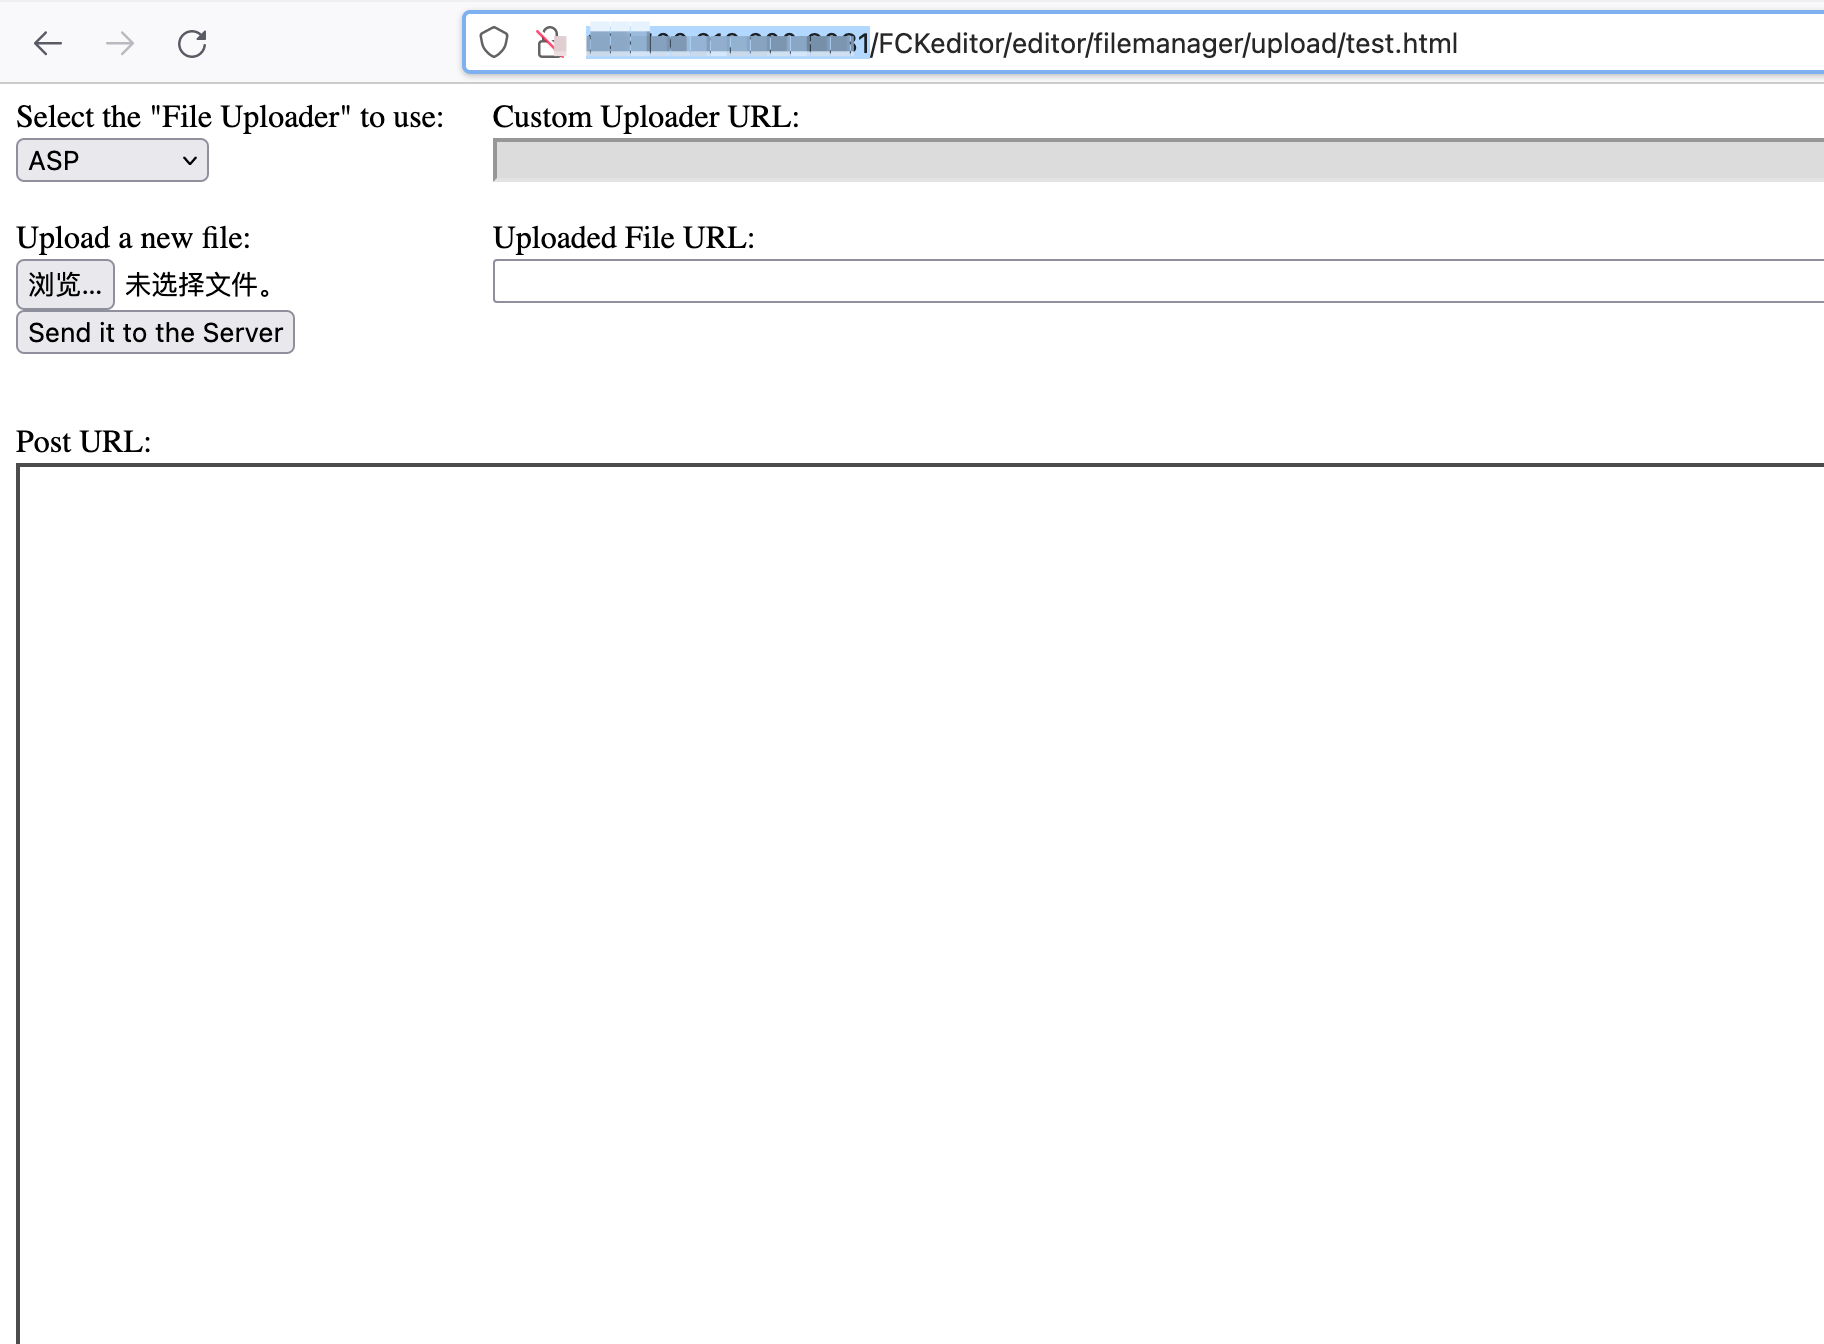 /FCKeditor/editor/filemanager/upload/test.html
Select the "File Uploader" to use:
Custom Uploader URL:
ASP
Upload a new file:
Uploaded File URL:
浏览... 未选择文件。
Send it to the Server
Post URL: